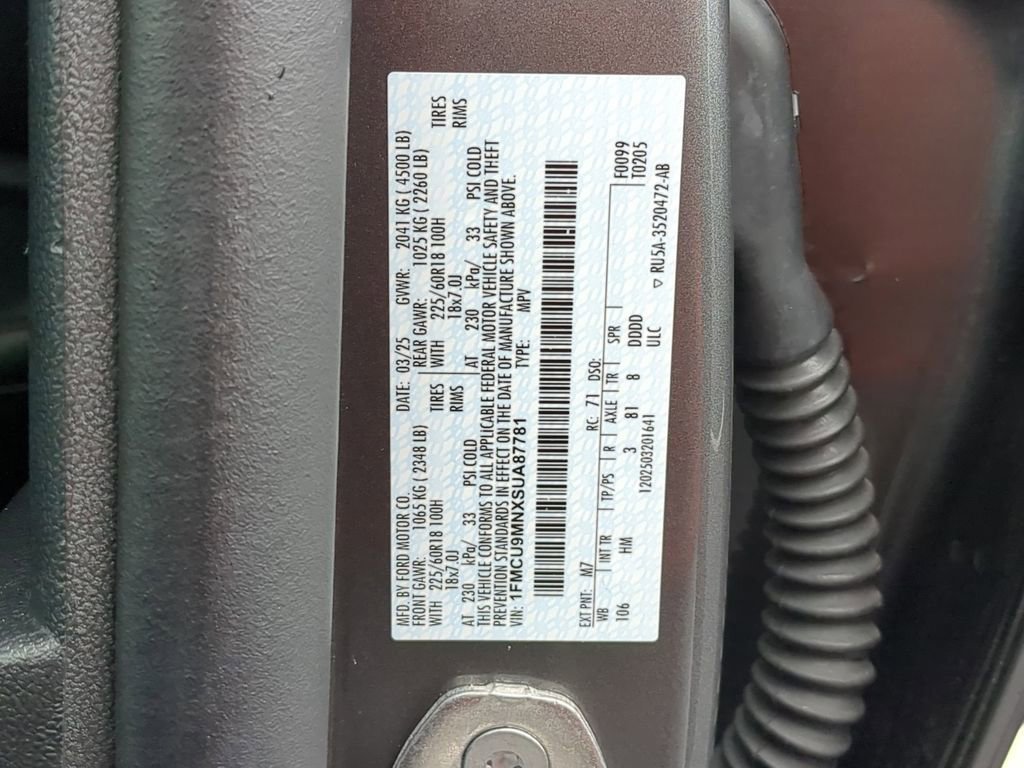 MFD. BY FORD MOTOR CO. DATE: 03/25 GVWR: 2041 KG ( 4500 LB)
FRONT GAWR: 1065 KG ( 2348 LB) REAR GAWR: 1025 KG ( 2260 LB)
WITH 225/60R18 100H TIRES WITH 225/60R18 100H TIRES
18x7.0J RIMS 18x7.0J RIMS
AT 230 kPa/ 33 PSI COLD AT 230 kPa/ 33 PSI COLD
THIS VEHICLE CONFORMS TO ALL APPLICABLE FEDERAL MOTOR VEHICLE SAFETY AND THEFT
PREVENTION STANDARDS IN EFFECT ON THE DATE OF MANUFACTURE SHOWN ABOVE.
VIN: 1FMCU9MNXSUA87781 TYPE: MPV
EXT PNT: M7 RC: 71 DSO: F0099
WB INT TR TP/PS R AXLE TR SPR T0205
106 HM 3 81 8 DDDD
1202503201641 ULC ▽ RU5A-3520472-AB